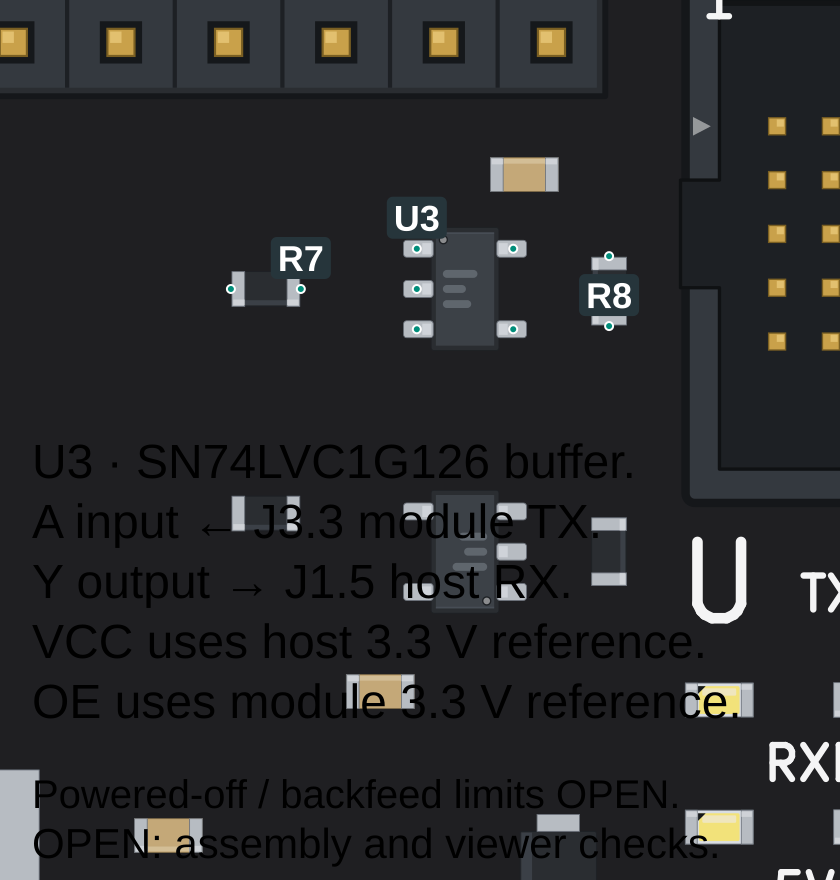 1
U3
R7
R8
U3 · SN74LVC1G126 buffer.
A input ← J3.3 module TX.
Y output → J1.5 host RX.
U
VCC uses host 3.3 V reference.
OE uses module 3.3 V reference.
Powered-off / backfeed limits OPEN.
OPEN: assembly and viewer checks.